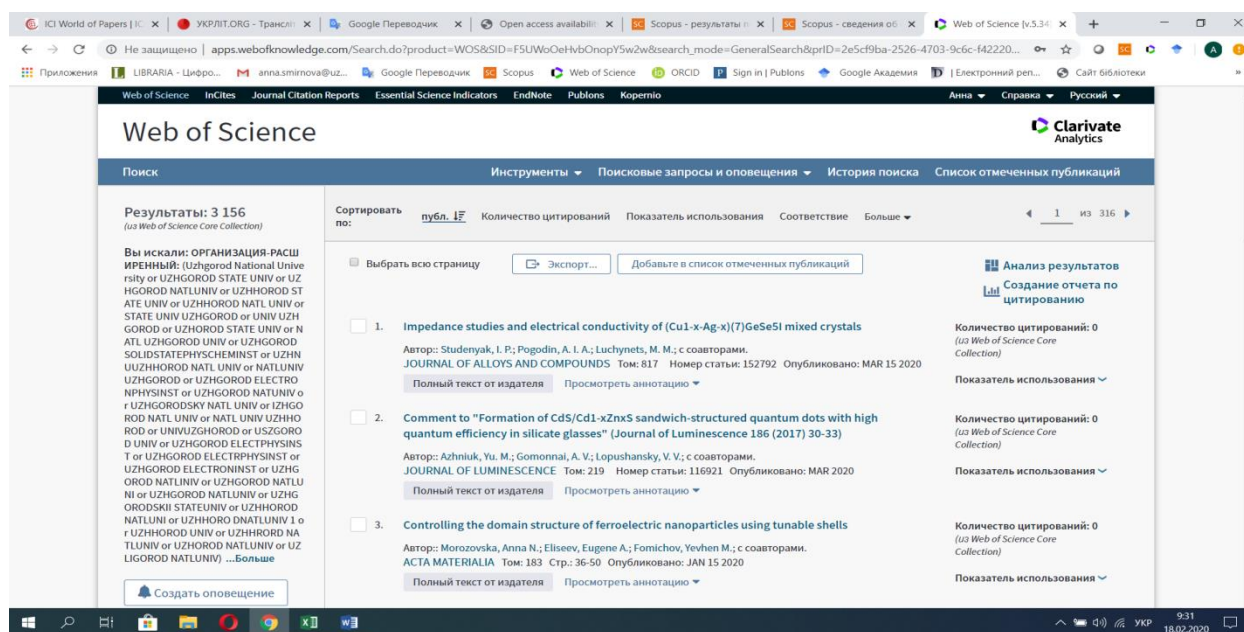 ICI World of Papers | IC
УКРЛІТ.ORG - Трансліт
Google Переводчик
Open access availabilit
Scopus - результаты п
Scopus - сведения об
Web of Science [v.5.34]
Не защищено | apps.webofknowledge.com/Search.do?product=WOS&SID=F5UWoOeHvbOnopY5w2w&search_mode=GeneralSearch&prID=2e5cf9ba-2526-4703-9c6c-f42220...
Приложения LIBRARIA - Цифро... anna.smirnova@uz... Google Переводчик Scopus Web of Science ORCID Sign in | Publons Google Академия | Електронний реп... Сайт бібліотеки
Web of Science InCites Journal Citation Reports Essential Science Indicators EndNote Publons Kopernio Анна Справка Русский
Web of Science
Clarivate
Analytics
Поиск Инструменты Поисковые запросы и оповещения История поиска Список отмеченных публикаций
Результаты: 3 156
(из Web of Science Core Collection)
Вы искали: ОРГАНИЗАЦИЯ-РАСШ
ИРЕННЫЙ: (Uzhgorod National Unive
rsity or UZHGOROD STATE UNIV or UZ
HGOROD NATLUNIV or UZHHOROD ST
ATE UNIV or UZHHOROD NATL UNIV or
STATE UNIV UZHGOROD or UNIV UZH
GOROD or UZHOROD STATE UNIV or N
ATL UZHGOROD UNIV or UZHGOROD
SOLIDSTATEPHYSCHEMINST or UZHN
UUZHHOROD NATL UNIV or NATLUNIV
UZHGOROD or UZHGOROD ELECTRO
NPHYSINST or UZHGOROD NATUNIV o
r UZHGORODSKY NATL UNIV or IZHGO
ROD NATL UNIV or NATL UNIV UZHHO
ROD or UNIVUZGHOROD or USZGORO
D UNIV or UZHGOROD ELECTPHYSINS
T or UZHGOROD ELECTRPHYSINST or
UZHGOROD ELECTRONINST or UZHG
OROD NATLINIV or UZHGOROD NATLU
NI or UZHGOROD NATLUNIV or UZHG
ORODSKII STATEUNIV or UZHHOROD
NATLUNI or UZHHORO DNATLUNIV 1 o
r UZHHOROD UNIV or UZHHRORD NA
TLUNIV or UZHOROD NATLUNIV or UZ
LIGOROD NATLUNIV) ...Больше
Создать оповещение
Сортировать по: публ. Количество цитирований Показатель использования Соответствие Больше
1 из 316
Выбрать всю страницу Экспорт... Добавьте в список отмеченных публикаций
Анализ результатов
Создание отчета по
цитированию
1. Impedance studies and electrical conductivity of (Cu1-x-Ag-x)(7)GeSe5I mixed crystals
Автор:: Studenyak, I. P.; Pogodin, A. I. A.; Luchynets, M. M.; с соавторами.
JOURNAL OF ALLOYS AND COMPOUNDS Том: 817 Номер статьи: 152792 Опубликовано: MAR 15 2020
Полный текст от издателя Просмотреть аннотацию
Количество цитирований: 0
(из Web of Science Core
Collection)
Показатель использования
2. Comment to "Formation of CdS/Cd1-xZnxS sandwich-structured quantum dots with high
quantum efficiency in silicate glasses" (Journal of Luminescence 186 (2017) 30-33)
Автор:: Azhniuk, Yu. M.; Gomonnai, A. V.; Lopushansky, V. V.; с соавторами.
JOURNAL OF LUMINESCENCE Том: 219 Номер статьи: 116921 Опубликовано: MAR 2020
Полный текст от издателя Просмотреть аннотацию
Количество цитирований: 0
(из Web of Science Core
Collection)
Показатель использования
3. Controlling the domain structure of ferroelectric nanoparticles using tunable shells
Автор:: Morozovska, Anna N.; Eliseev, Eugene A.; Fomichov, Yevhen M.; с соавторами.
ACTA MATERIALIA Том: 183 Стр.: 36-50 Опубликовано: JAN 15 2020
Полный текст от издателя Просмотреть аннотацию
Количество цитирований: 0
(из Web of Science Core
Collection)
Показатель использования
УКР
9:31
18.02.2020